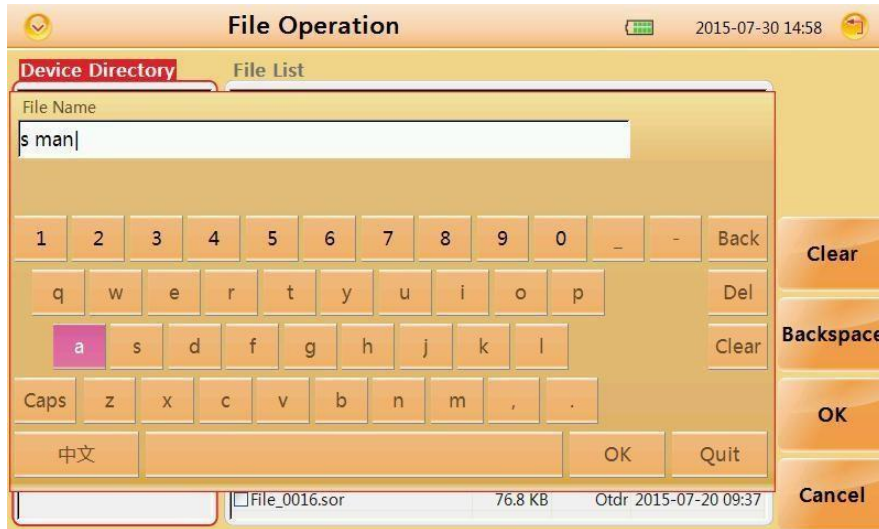 File Operation 2015-07-30 14:58
Device Directory File List
File Name
s man
1 2 3 4 5 6 7 8 9 0 _ - Back
q w e r t y u i o p Del
a s d f g h j k l Clear
Caps z x c v b n m , .
中文 OK Quit
File_0016.sor 76.8 KB Otdr 2015-07-20 09:37
Clear
Backspace
OK
Cancel